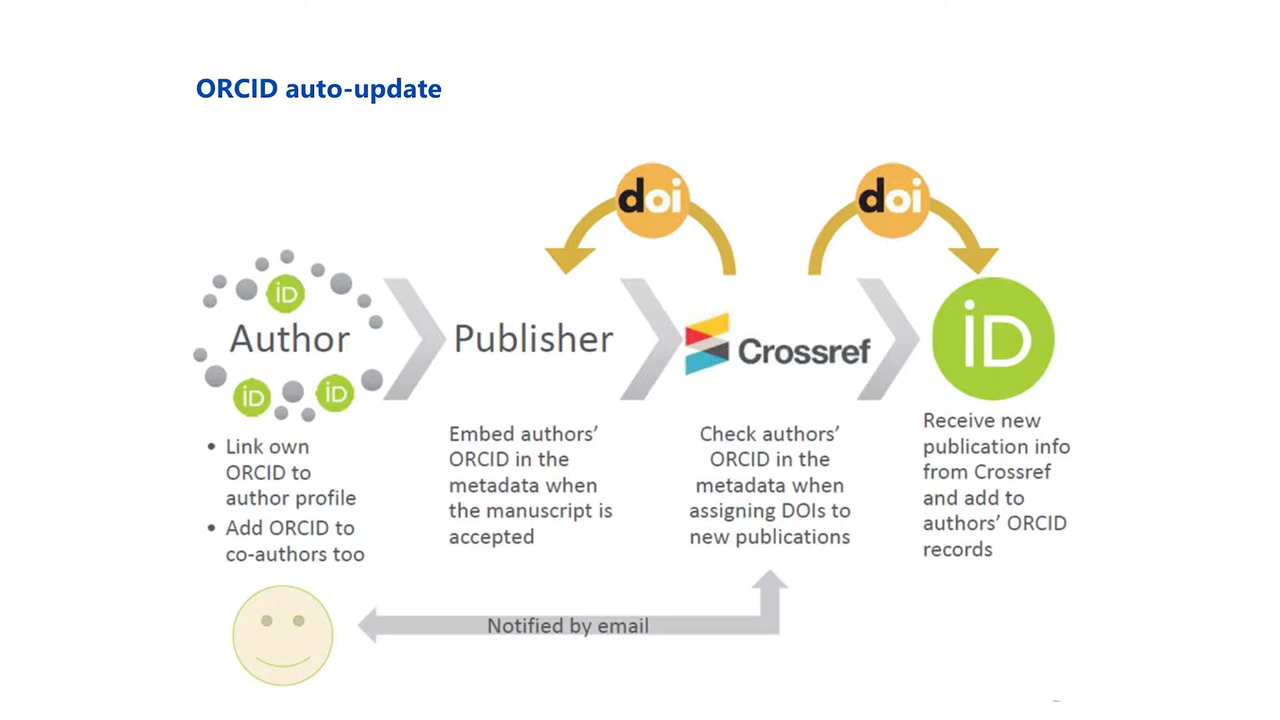 ORCID auto-update
doi
doi
iD
Author
iD
iD
Publisher
Crossref
iD
• Link own
ORCID to
author profile
• Add ORCID to
co-authors too
Embed authors’
ORCID in the
metadata when
the manuscript is
accepted
Check authors’
ORCID in the
metadata when
assigning DOIs to
new publications
Receive new
publication info
from Crossref
and add to
authors’ ORCID
records
Notified by email